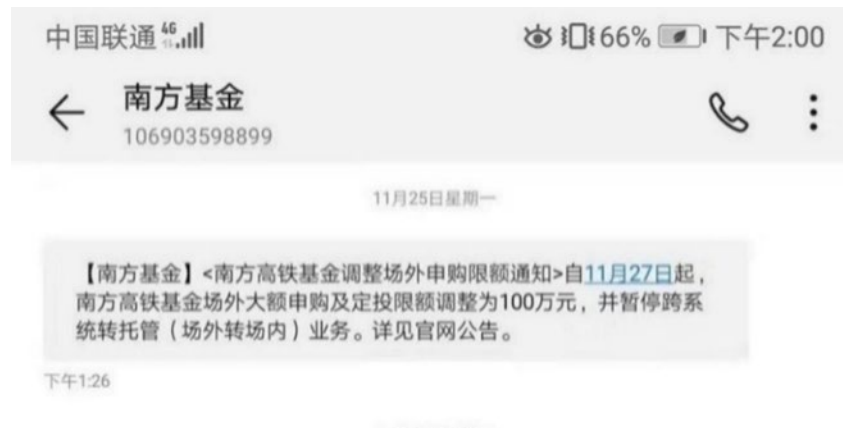 中国联通 4G 66% 下午2:00
南方基金
106903598899
11月25日星期一
【南方基金】<南方高铁基金调整场外申购限额通知>自11月27日起，
南方高铁基金场外大额申购及定投限额调整为100万元，并暂停跨系
统转托管（场外转场内）业务。详见官网公告。
下午1:26